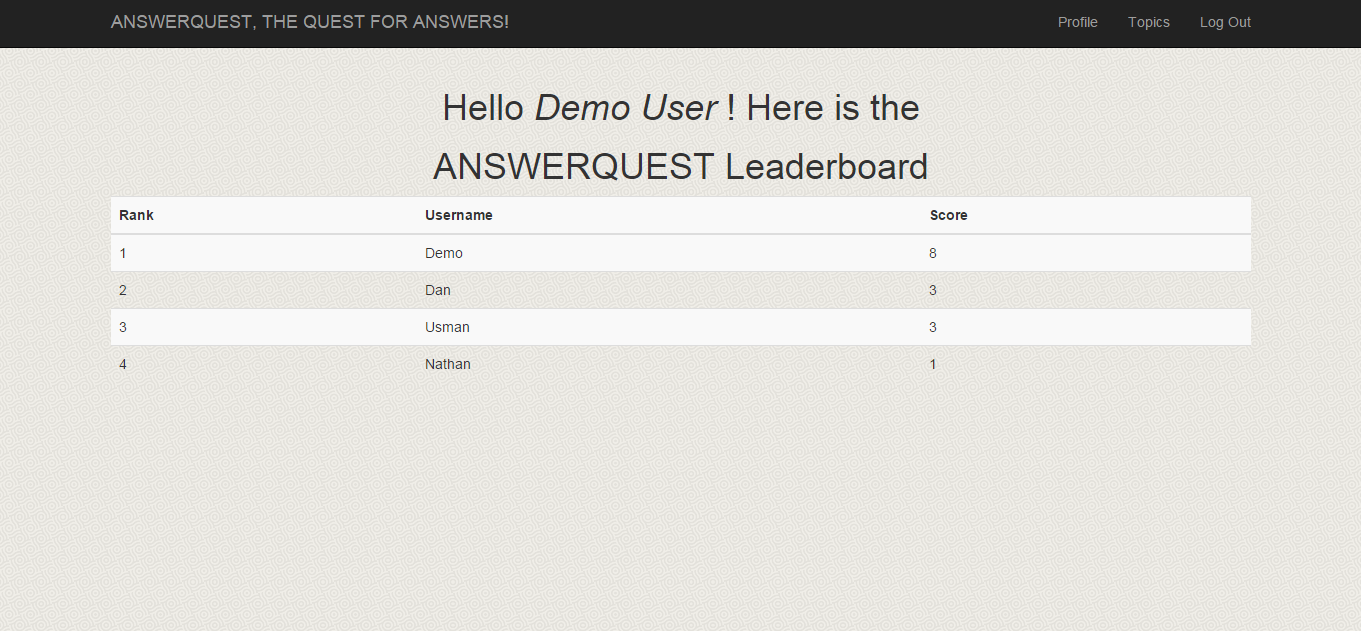 ANSWERQUEST, THE QUEST FOR ANSWERS! Profile Topics Log Out
Hello Demo User ! Here is the
ANSWERQUEST Leaderboard
Rank Username Score
1 Demo 8
2 Dan 3
3 Usman 3
4 Nathan 1